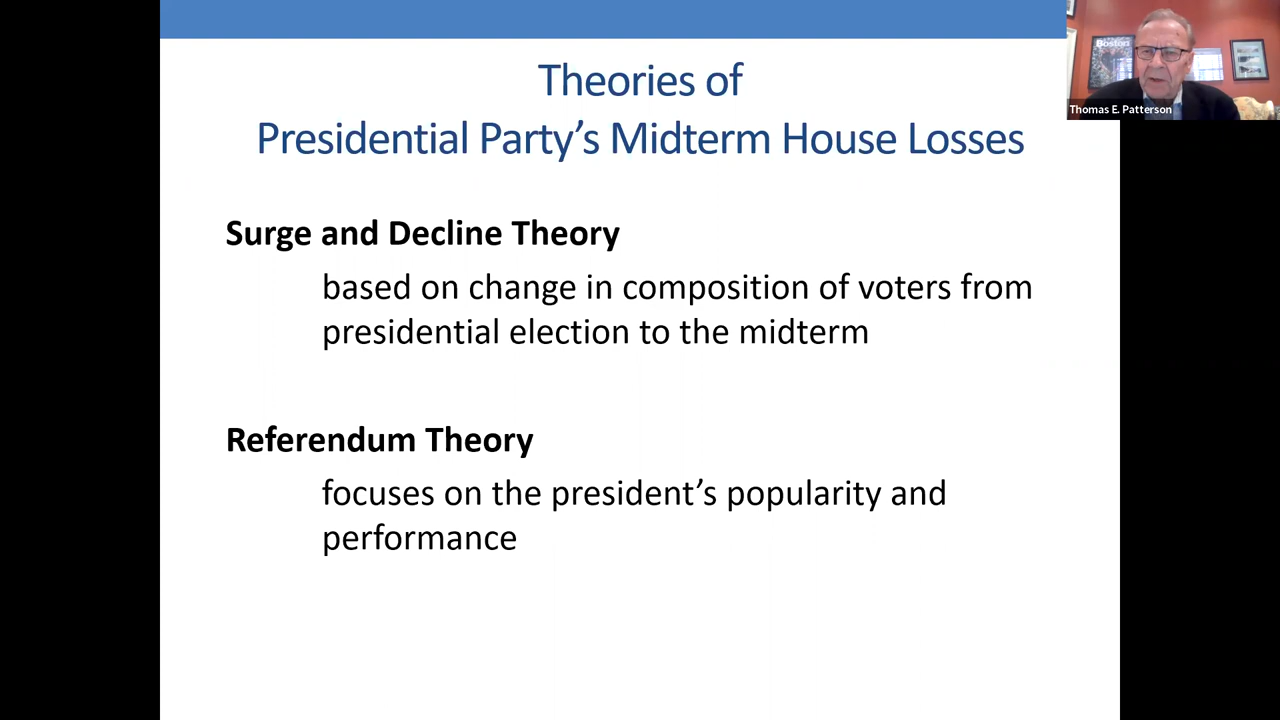 Theories of
Presidential Party’s Midterm House Losses
Surge and Decline Theory
based on change in composition of voters from
presidential election to the midterm
Referendum Theory
focuses on the president’s popularity and
performance
Boston
Thomas E. Patterson